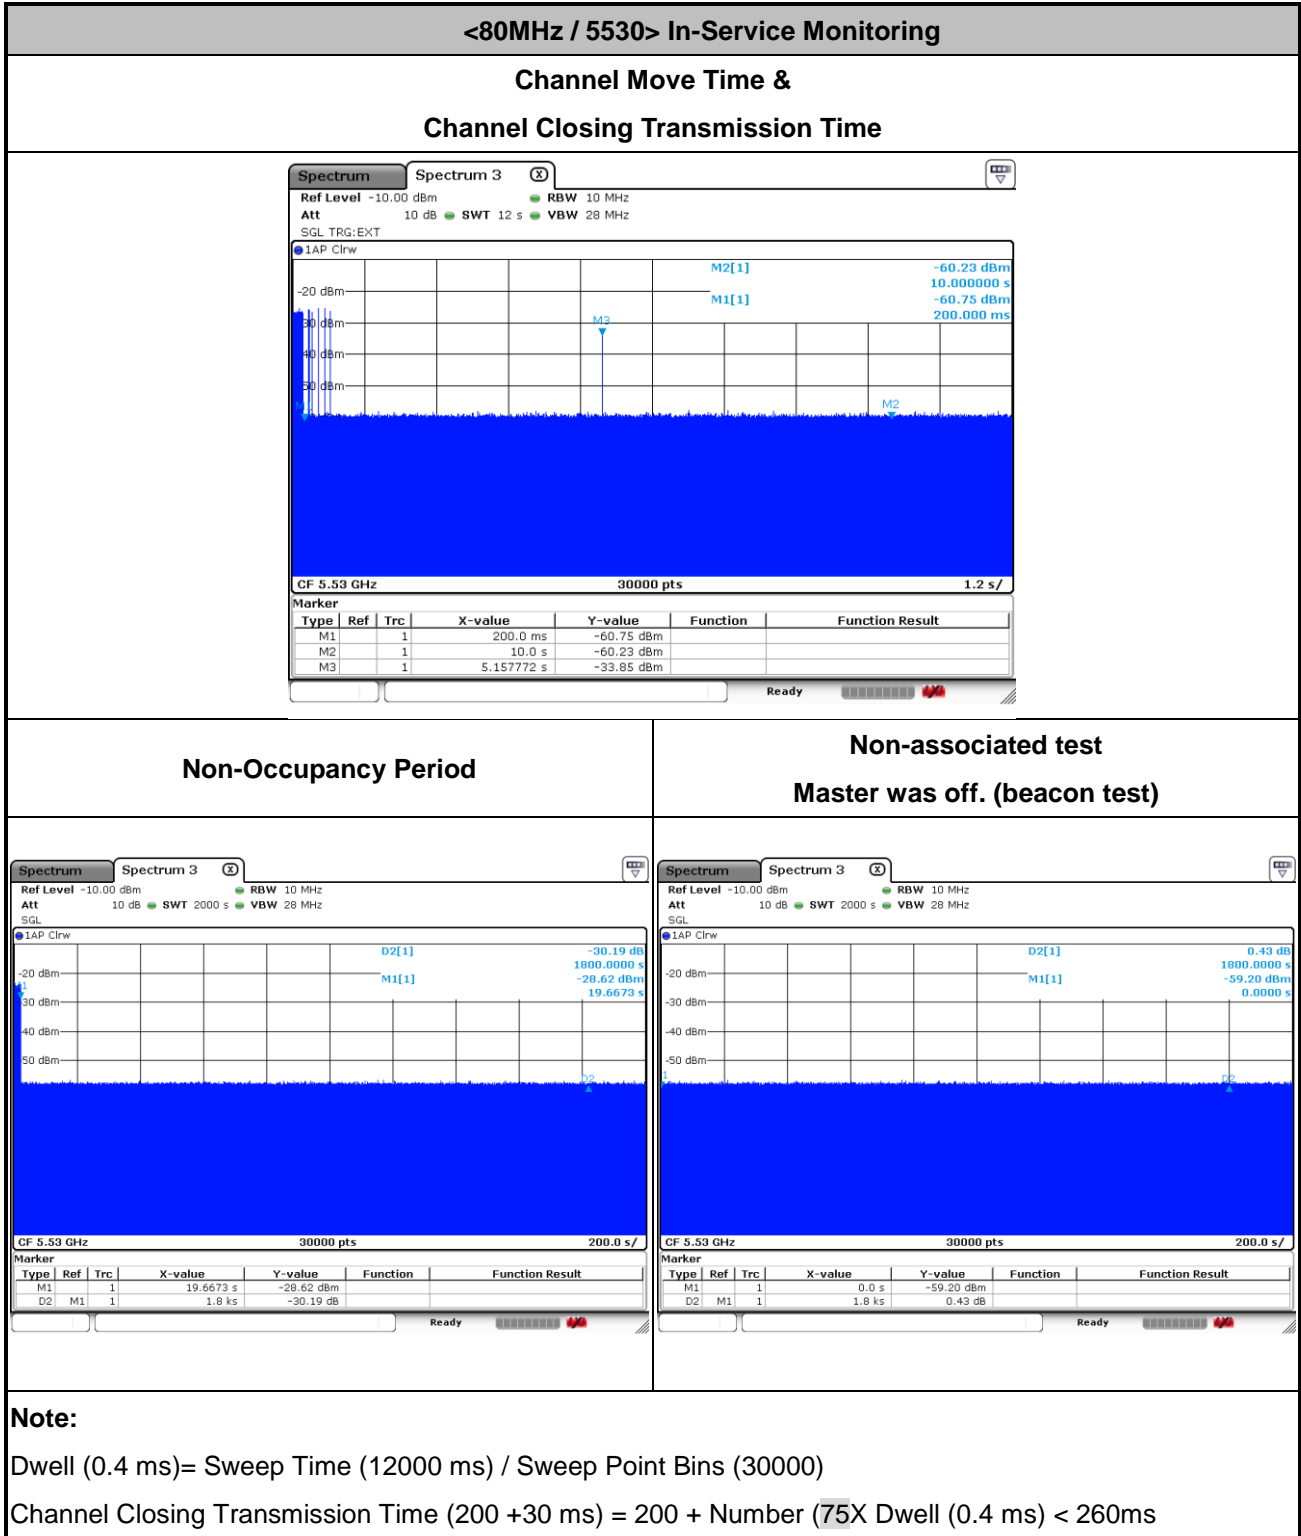 <80MHz / 5530> In-Service Monitoring
Channel Move Time &
Channel Closing Transmission Time
Spectrum Spectrum 3 X
Ref Level -10.00 dBm RBW 10 MHz
Att 10 dB SWT 12 s VBW 28 MHz
SGL TRG:EXT
1AP Clrw
M2[1] -60.23 dBm
10.000000 s
M1[1] -60.75 dBm
200.000 ms
-20 dBm
M3
M2
CF 5.53 GHz 30000 pts 1.2 s/
Marker
Type Ref Trc X-value Y-value Function Function Result
M1 1 200.0 ms -60.75 dBm
M2 1 10.0 s -60.23 dBm
M3 1 5.157772 s -33.85 dBm
Ready
Non-Occupancy Period
Non-associated test
Master was off. (beacon test)
Spectrum Spectrum 3 X
Ref Level -10.00 dBm RBW 10 MHz
Att 10 dB SWT 2000 s VBW 28 MHz
SGL
1AP Clrw
D2[1] -30.19 dB
1800.0000 s
M1[1] -28.62 dBm
19.6673 s
-20 dBm
30 dBm
40 dBm
50 dBm
D2
CF 5.53 GHz 30000 pts 200.0 s/
Marker
Type Ref Trc X-value Y-value Function Function Result
M1 1 19.6673 s -28.62 dBm
D2 M1 1 1.8 ks -30.19 dB
Ready
Spectrum Spectrum 3 X
Ref Level -10.00 dBm RBW 10 MHz
Att 10 dB SWT 2000 s VBW 28 MHz
SGL
1AP Clrw
D2[1] 0.43 dB
1800.0000 s
M1[1] -59.20 dBm
0.0000 s
-20 dBm
-30 dBm
-40 dBm
-50 dBm
D2
CF 5.53 GHz 30000 pts 200.0 s/
Marker
Type Ref Trc X-value Y-value Function Function Result
M1 1 0.0 s -59.20 dBm
D2 M1 1 1.8 ks 0.43 dB
Ready
Note:
Dwell (0.4 ms)= Sweep Time (12000 ms) / Sweep Point Bins (30000)
Channel Closing Transmission Time (200 +30 ms) = 200 + Number (75X Dwell (0.4 ms) < 260ms